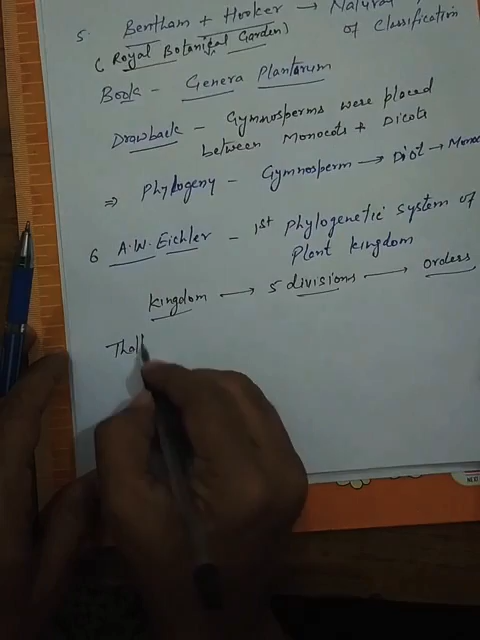 5. Bentham + Hooker → Natural
(Royal Botanical Garden) of Classification
Book - Genera Plantarum
Drawback - Gymnosperms were placed
between Monocots + Dicots
⇒ Phylogeny - Gymnosperm → Dicot → Monoc
6 A.W. Eichler - 1st Phylogenetic system of
Plant kingdom
kingdom → 5 divisions → orders
Thall